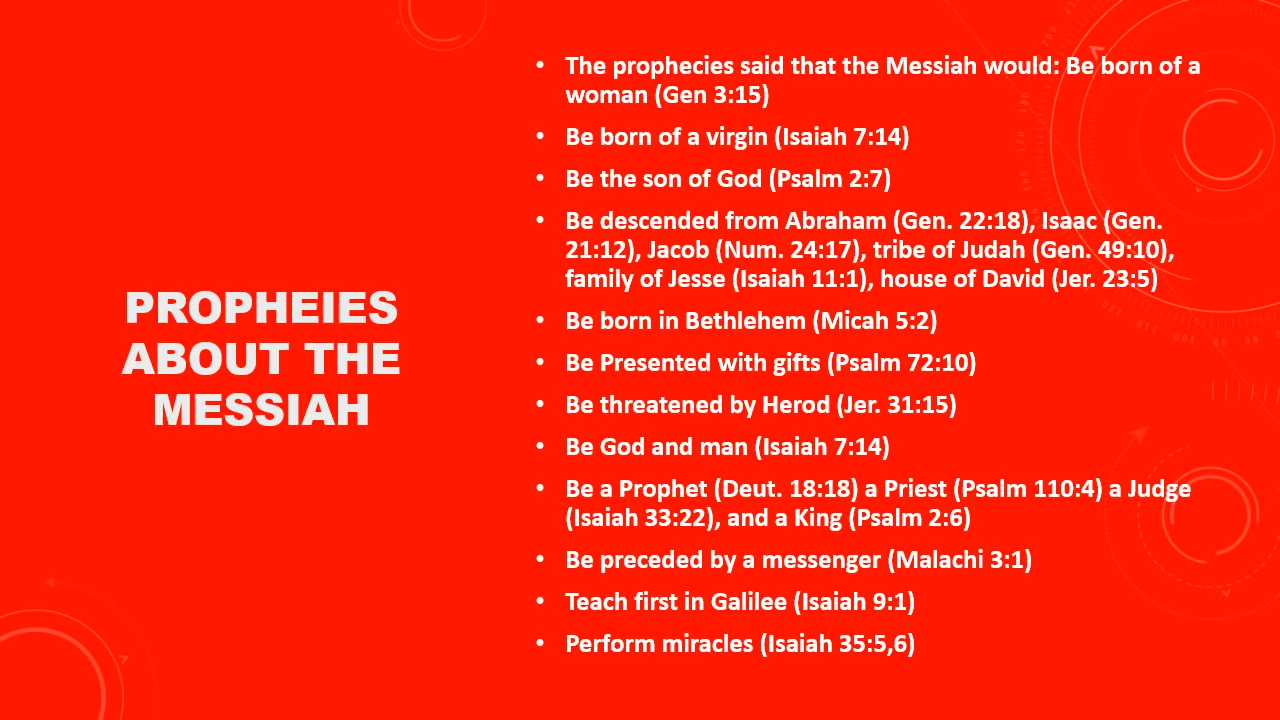 PROPHEIES
ABOUT THE
MESSIAH
• The prophecies said that the Messiah would: Be born of a
woman (Gen 3:15)
• Be born of a virgin (Isaiah 7:14)
• Be the son of God (Psalm 2:7)
• Be descended from Abraham (Gen. 22:18), Isaac (Gen.
21:12), Jacob (Num. 24:17), tribe of Judah (Gen. 49:10),
family of Jesse (Isaiah 11:1), house of David (Jer. 23:5)
• Be born in Bethlehem (Micah 5:2)
• Be Presented with gifts (Psalm 72:10)
• Be threatened by Herod (Jer. 31:15)
• Be God and man (Isaiah 7:14)
• Be a Prophet (Deut. 18:18) a Priest (Psalm 110:4) a Judge
(Isaiah 33:22), and a King (Psalm 2:6)
• Be preceded by a messenger (Malachi 3:1)
• Teach first in Galilee (Isaiah 9:1)
• Perform miracles (Isaiah 35:5,6)